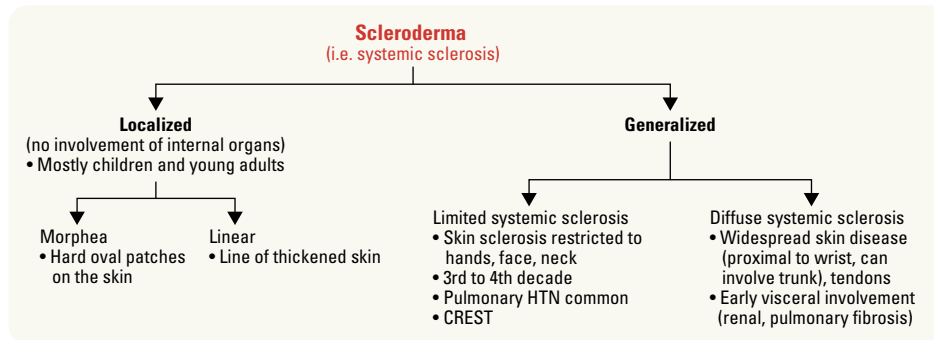 Scleroderma
(i.e. systemic sclerosis)
Localized
(no involvement of internal organs)
• Mostly children and young adults
Generalized
Morphea
• Hard oval patches
on the skin
Linear
• Line of thickened skin
Limited systemic sclerosis
• Skin sclerosis restricted to
hands, face, neck
• 3rd to 4th decade
• Pulmonary HTN common
• CREST
Diffuse systemic sclerosis
• Widespread skin disease
(proximal to wrist, can
involve trunk), tendons
• Early visceral involvement
(renal, pulmonary fibrosis)